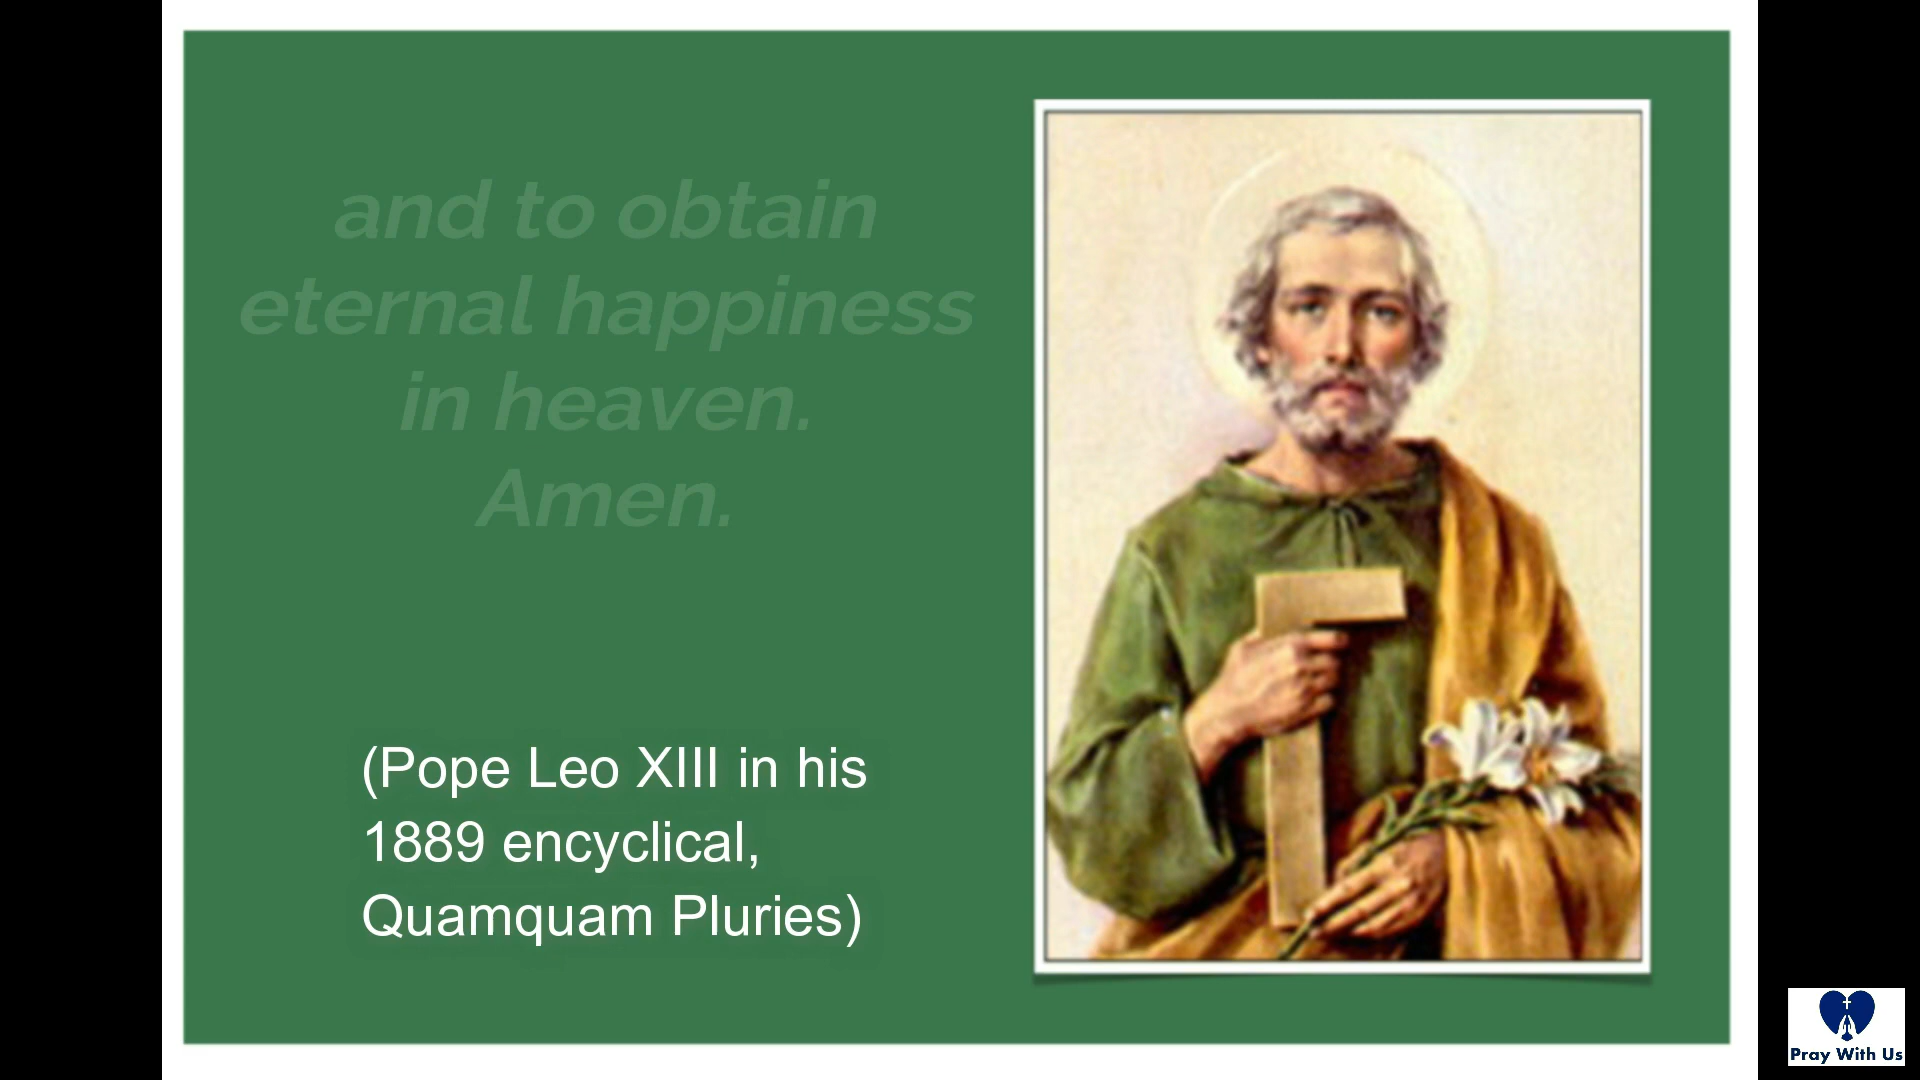 and to obtain
eternal happiness
in heaven.
Amen.
(Pope Leo XIII in his
1889 encyclical,
Quamquam Pluries)
Pray With Us